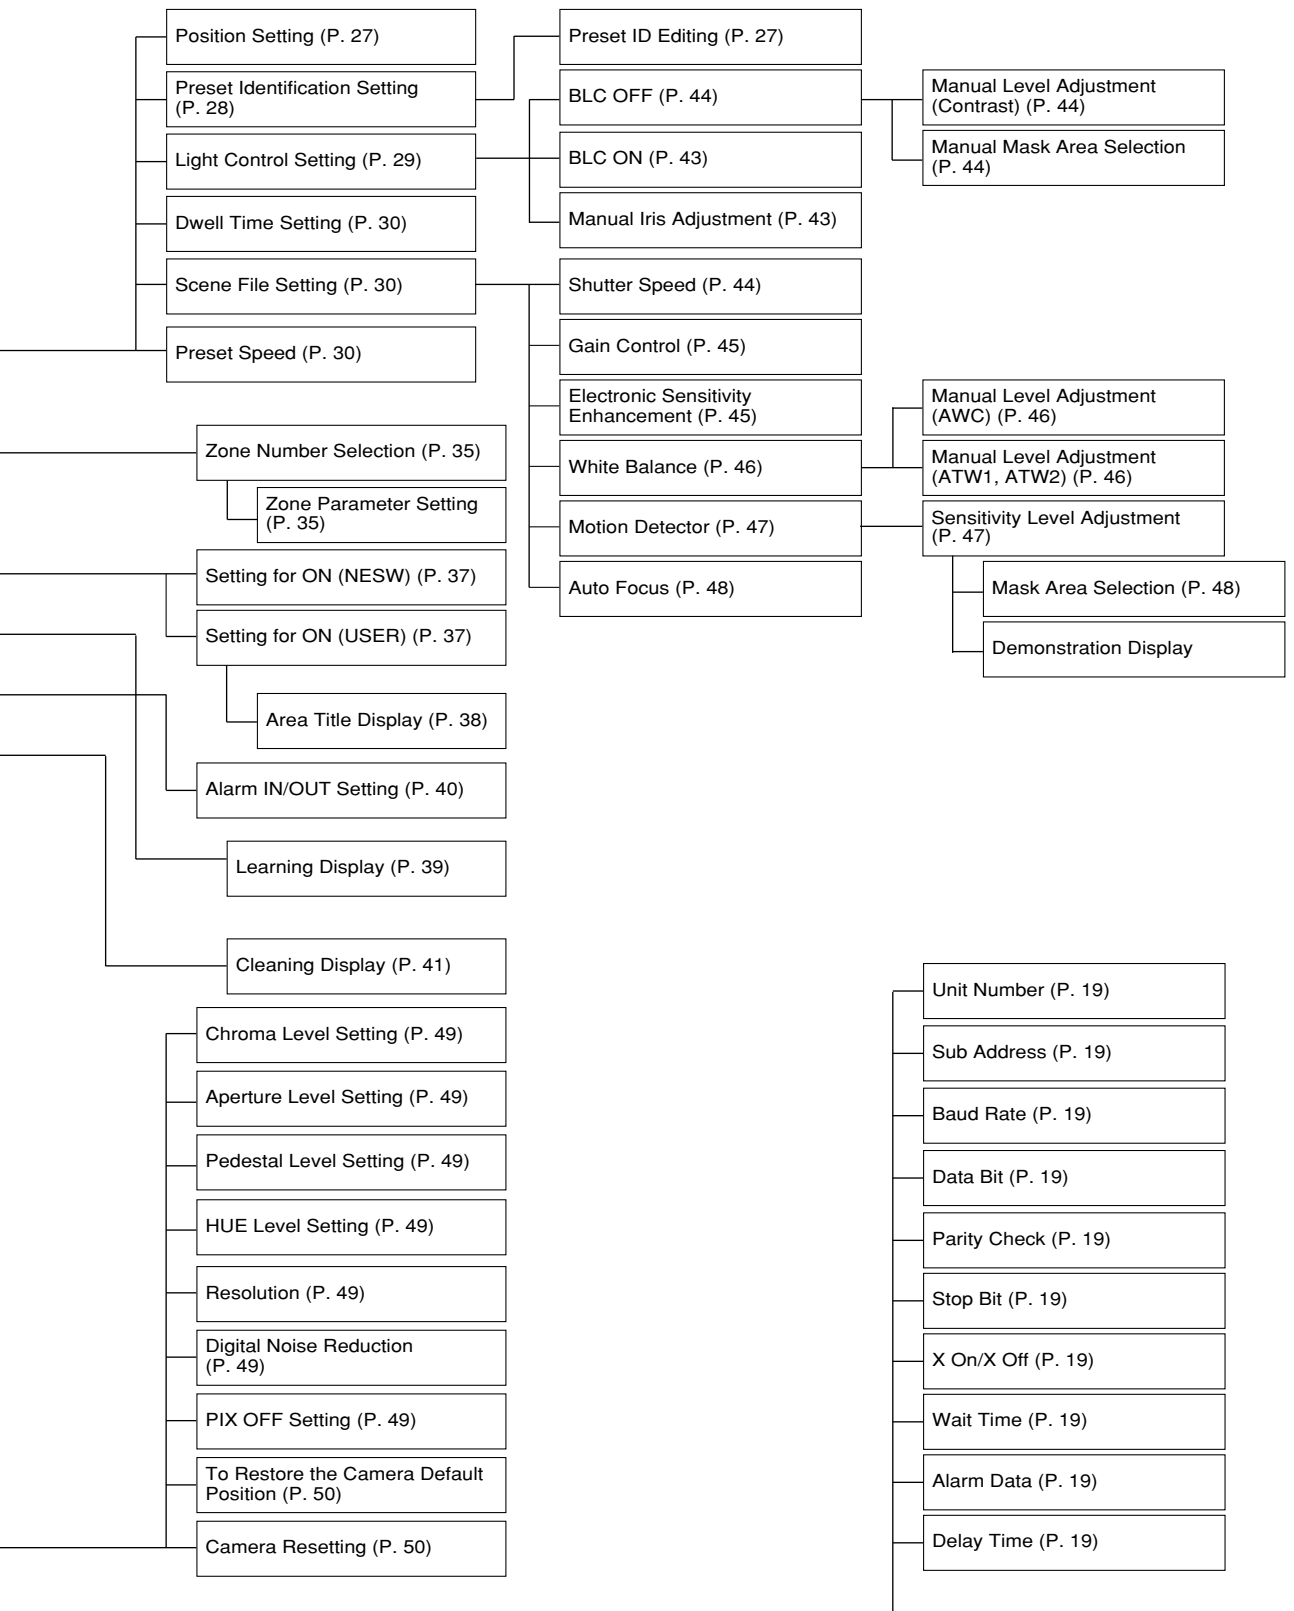 Position Setting (P. 27)
Preset Identification Setting
(P. 28)
Light Control Setting (P. 29)
Dwell Time Setting (P. 30)
Scene File Setting (P. 30)
Preset Speed (P. 30)
Preset ID Editing (P. 27)
BLC OFF (P. 44)
BLC ON (P. 43)
Manual Iris Adjustment (P. 43)
Manual Level Adjustment
(Contrast) (P. 44)
Manual Mask Area Selection
(P. 44)
Shutter Speed (P. 44)
Gain Control (P. 45)
Electronic Sensitivity
Enhancement (P. 45)
White Balance (P. 46)
Motion Detector (P. 47)
Auto Focus (P. 48)
Manual Level Adjustment
(AWC) (P. 46)
Manual Level Adjustment
(ATW1, ATW2) (P. 46)
Sensitivity Level Adjustment
(P. 47)
Mask Area Selection (P. 48)
Demonstration Display
Zone Number Selection (P. 35)
Zone Parameter Setting
(P. 35)
Setting for ON (NESW) (P. 37)
Setting for ON (USER) (P. 37)
Area Title Display (P. 38)
Alarm IN/OUT Setting (P. 40)
Learning Display (P. 39)
Cleaning Display (P. 41)
Chroma Level Setting (P. 49)
Aperture Level Setting (P. 49)
Pedestal Level Setting (P. 49)
HUE Level Setting (P. 49)
Resolution (P. 49)
Digital Noise Reduction
(P. 49)
PIX OFF Setting (P. 49)
To Restore the Camera Default
Position (P. 50)
Camera Resetting (P. 50)
Unit Number (P. 19)
Sub Address (P. 19)
Baud Rate (P. 19)
Data Bit (P. 19)
Parity Check (P. 19)
Stop Bit (P. 19)
X On/X Off (P. 19)
Wait Time (P. 19)
Alarm Data (P. 19)
Delay Time (P. 19)